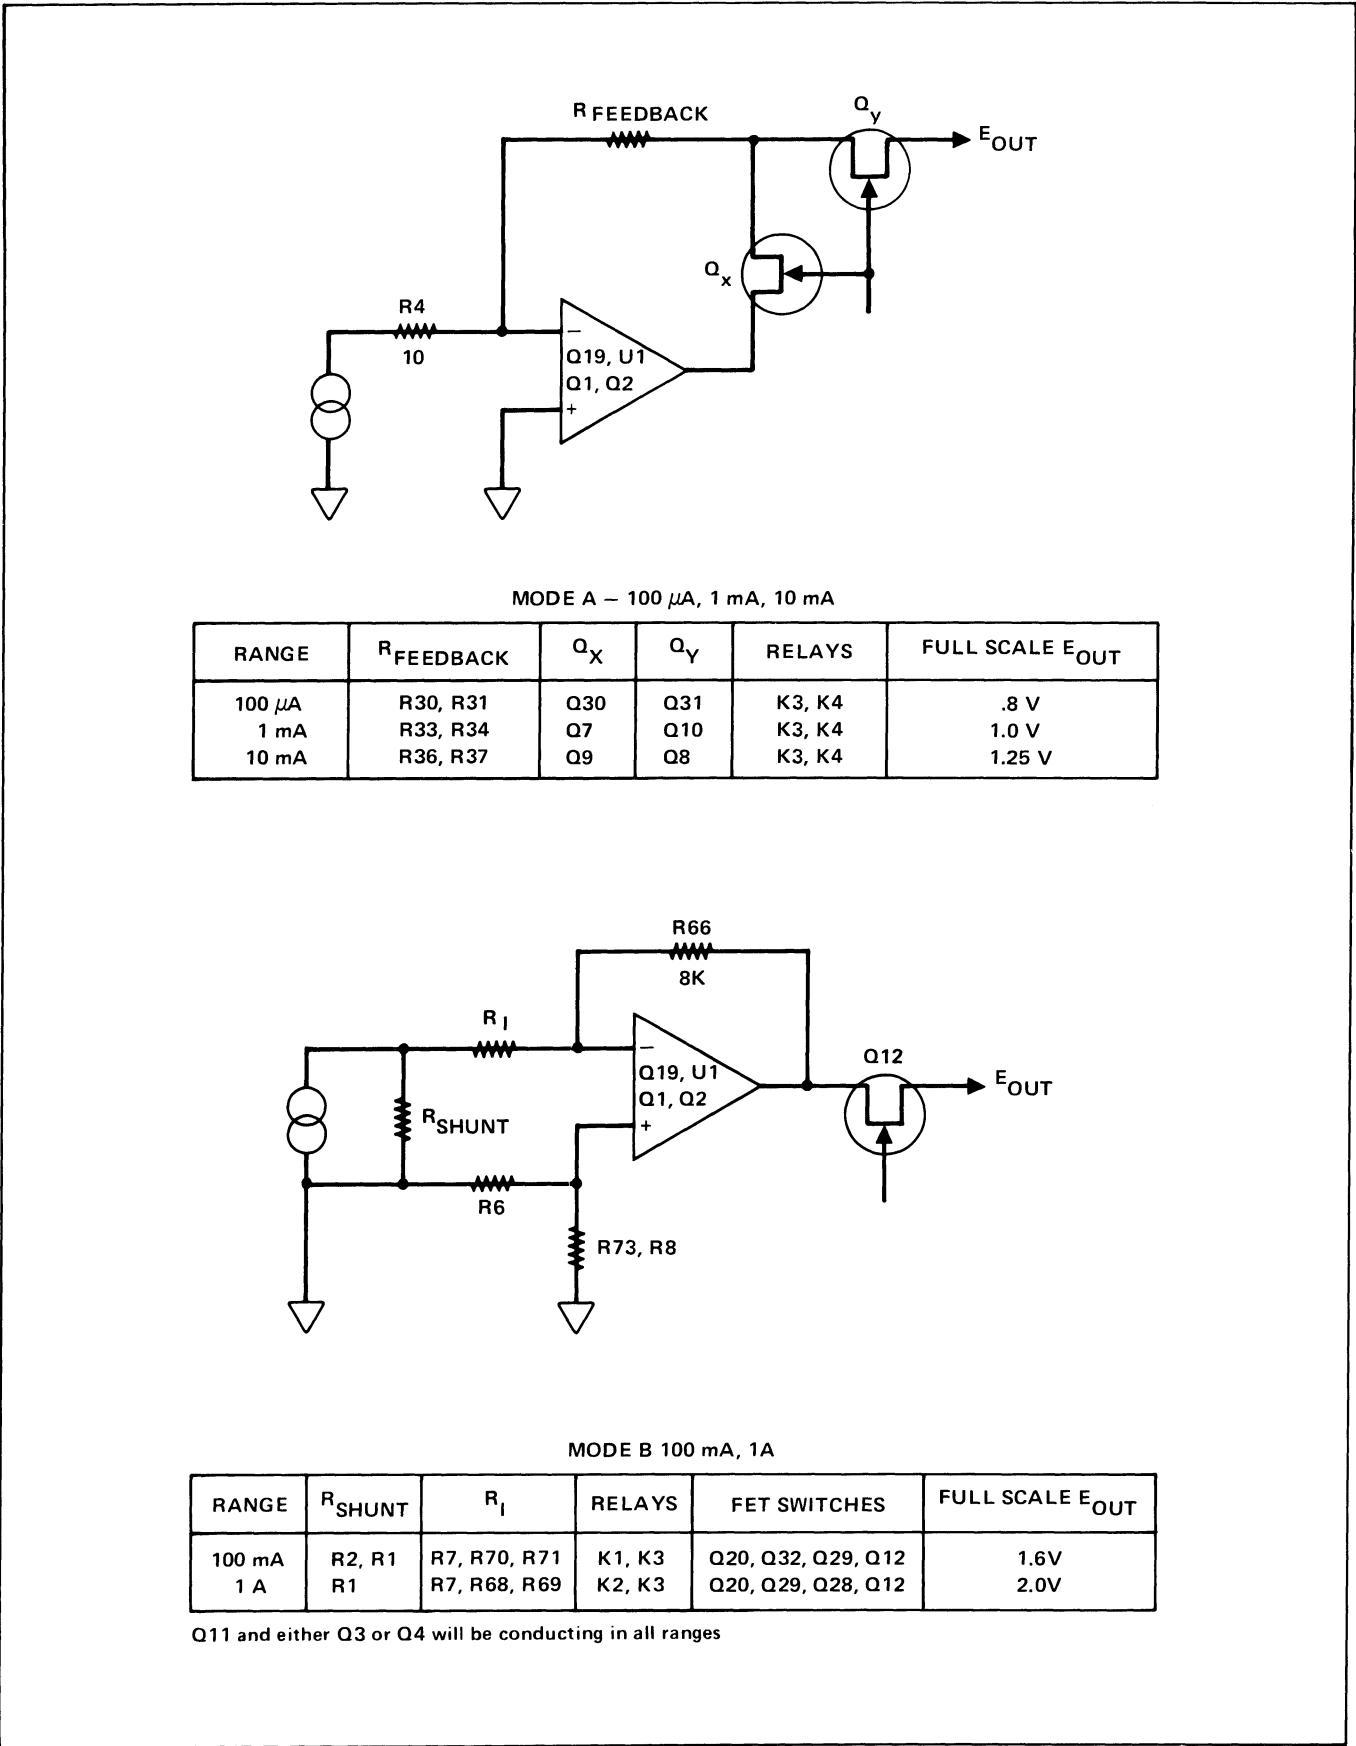 R FEEDBACK
Qy
EOUT
Qx
R4
10
−
Q19, U1
Q1, Q2
+
MODE A – 100 μA, 1 mA, 10 mA
RANGE RFEEDBACK QX QY RELAYS FULL SCALE EOUT
100 μA R30, R31 Q30 Q31 K3, K4 .8 V
1 mA R33, R34 Q7 Q10 K3, K4 1.0 V
10 mA R36, R37 Q9 Q8 K3, K4 1.25 V
R66
8K
RI
−
Q19, U1
Q1, Q2
+
Q12
EOUT
RSHUNT
R6
R73, R8
MODE B 100 mA, 1A
RANGE RSHUNT RI RELAYS FET SWITCHES FULL SCALE EOUT
100 mA R2, R1 R7, R70, R71 K1, K3 Q20, Q32, Q29, Q12 1.6V
1 A R1 R7, R68, R69 K2, K3 Q20, Q29, Q28, Q12 2.0V
Q11 and either Q3 or Q4 will be conducting in all ranges